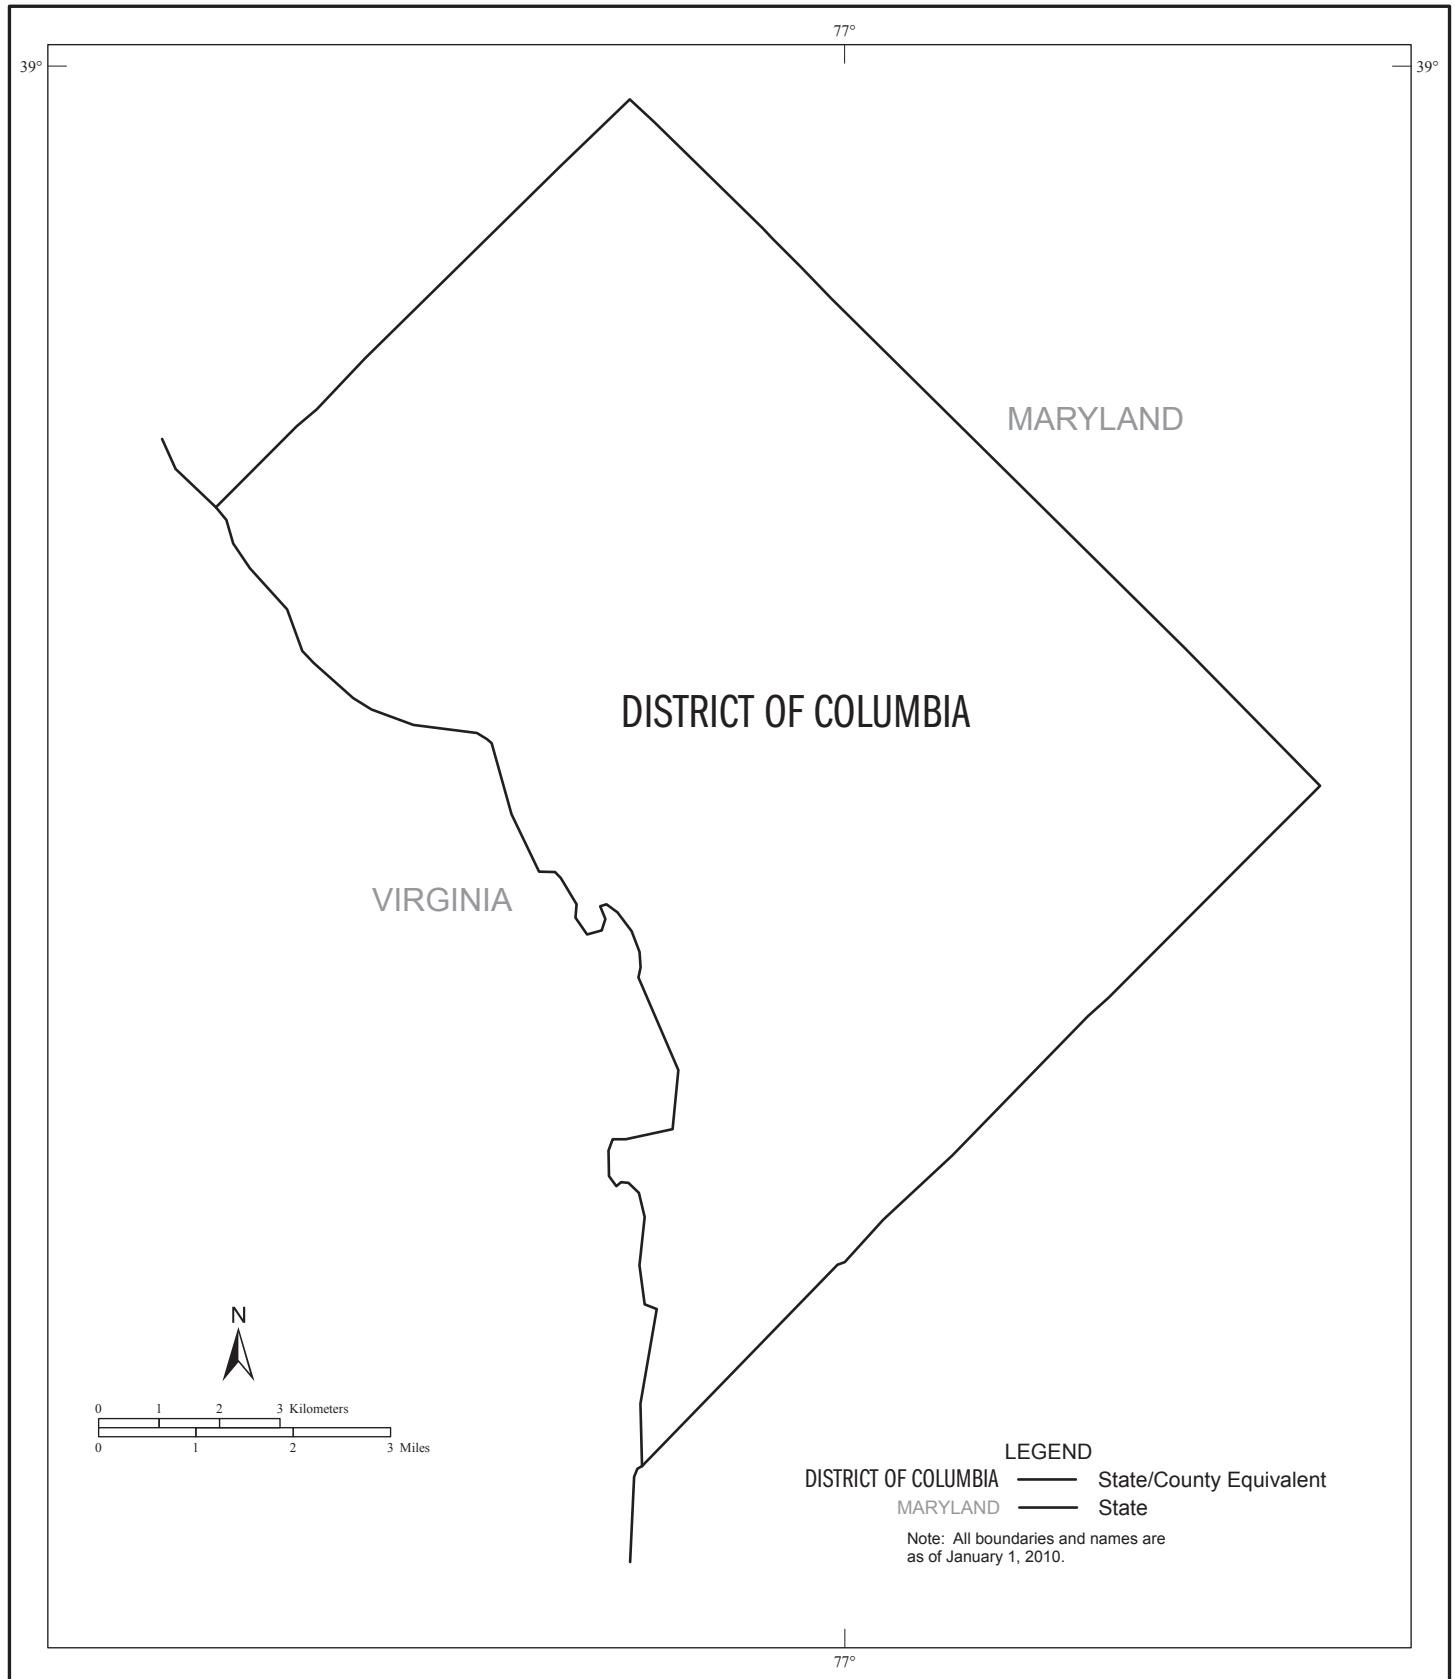 77°
39°
39°
MARYLAND
DISTRICT OF COLUMBIA
VIRGINIA
N
0 1 2 3 Kilometers
0 1 2 3 Miles
LEGEND
DISTRICT OF COLUMBIA State/County Equivalent
MARYLAND State
Note: All boundaries and names are
as of January 1, 2010.
77°